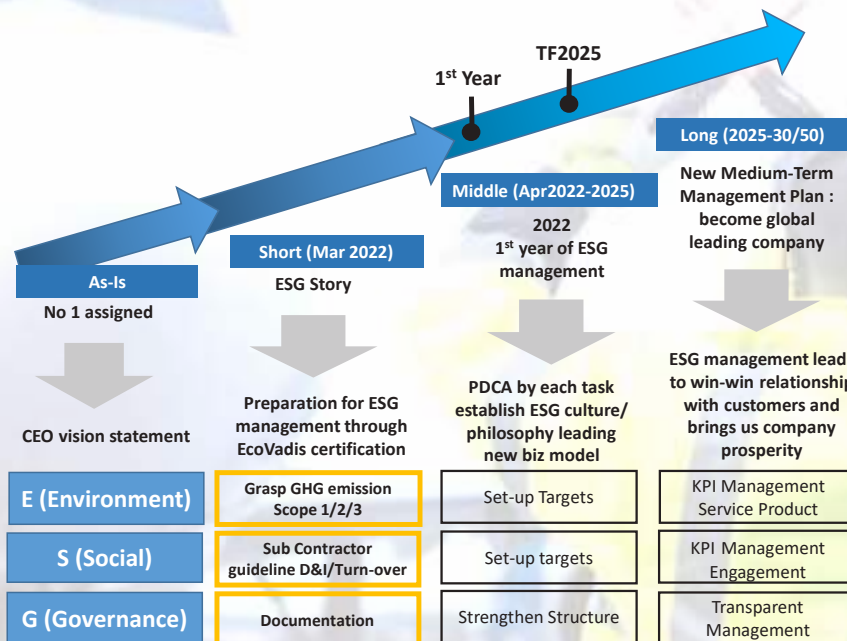 TF2025
1st Year
Long (2025-30/50)
New Medium-Term
Management Plan :
become global
leading company
Middle (Apr2022-2025)
2022
1st year of ESG
management
Short (Mar 2022)
ESG Story
As-Is
No 1 assigned
ESG management lead
to win-win relationship
with customers and
brings us company
prosperity
PDCA by each task
establish ESG culture/
philosophy leading
new biz model
Preparation for ESG
management through
EcoVadis certification
CEO vision statement
E (Environment)
Grasp GHG emission
Scope 1/2/3
Set-up Targets
KPI Management
Service Product
S (Social)
Sub Contractor
guideline D&I/Turn-over
Set-up targets
KPI Management
Engagement
G (Governance)
Documentation
Strengthen Structure
Transparent
Management